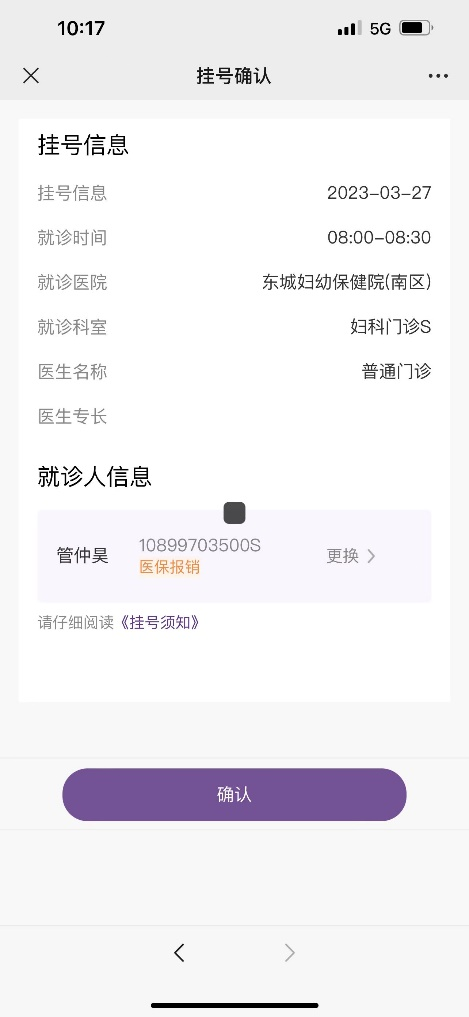 10:17
5G
挂号确认
挂号信息
挂号信息 2023-03-27
就诊时间 08:00-08:30
就诊医院 东城妇幼保健院(南区)
就诊科室 妇科门诊S
医生名称 普通门诊
医生专长
就诊人信息
管仲昊 10899703500S 更换
医保报销
请仔细阅读《挂号须知》
确认